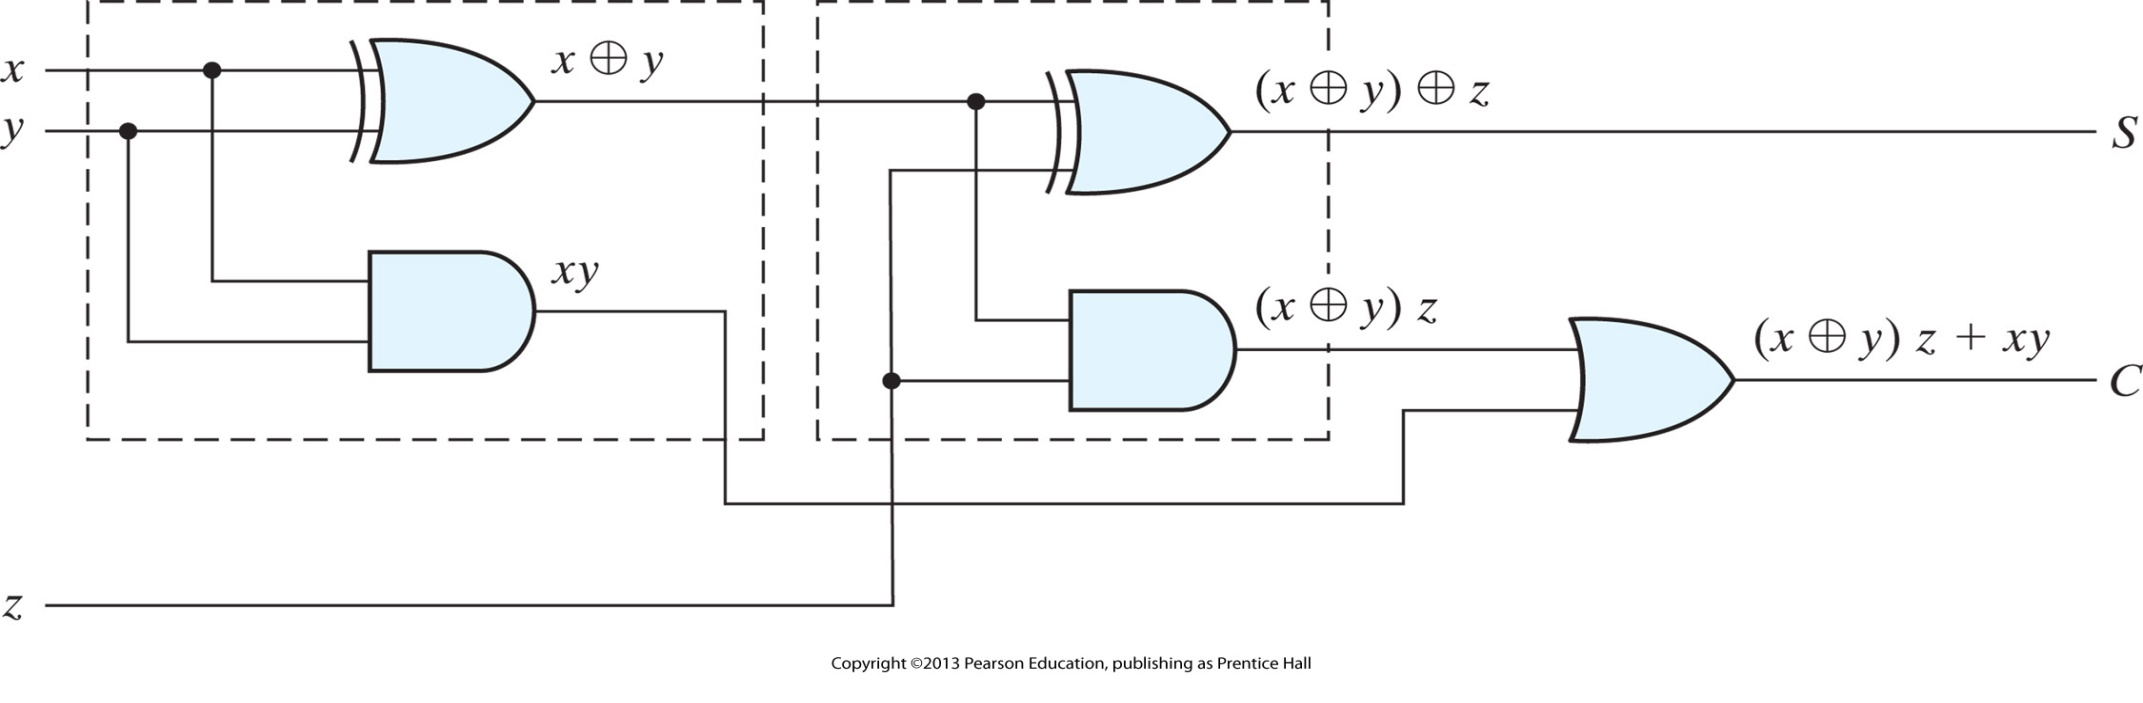 x
x ⊕ y
(x ⊕ y) ⊕ z
y
S
xy
(x ⊕ y) z
(x ⊕ y) z + xy
C
z
Copyright ©2013 Pearson Education, publishing as Prentice Hall